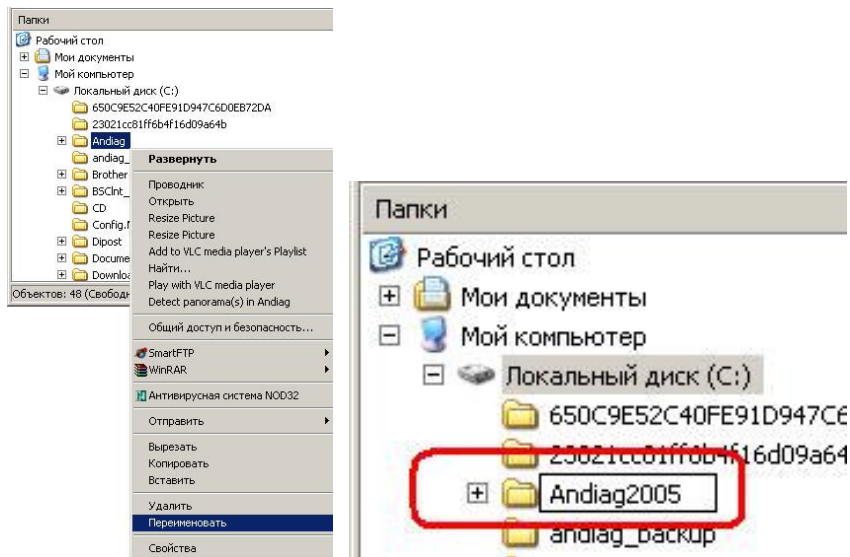 Папки
Рабочий стол
Мои документы
Мой компьютер
Локальный диск (C:)
650C9E52C40FE91D947C6D0EB72DA
23021cc81ff6b4f16d09a64b
Andiag
andiag_
Brother
BSClnt_
CD
Config.
Dipost
Docume
Downloa
Объектов: 48 (Свободн
Развернуть
Проводник
Открыть
Resize Picture
Resize Picture
Add to VLC media player's Playlist
Найти...
Play with VLC media player
Detect panorama(s) in Andiag
Общий доступ и безопасность...
SmartFTP
WinRAR
Антивирусная система NOD32
Отправить
Вырезать
Копировать
Вставить
Удалить
Переименовать
Свойства
Папки
Рабочий стол
Мои документы
Мой компьютер
Локальный диск (C:)
650C9E52C40FE91D947C6
23021cc81ff6b4f16d09a64
Andiag2005
andiag_backup